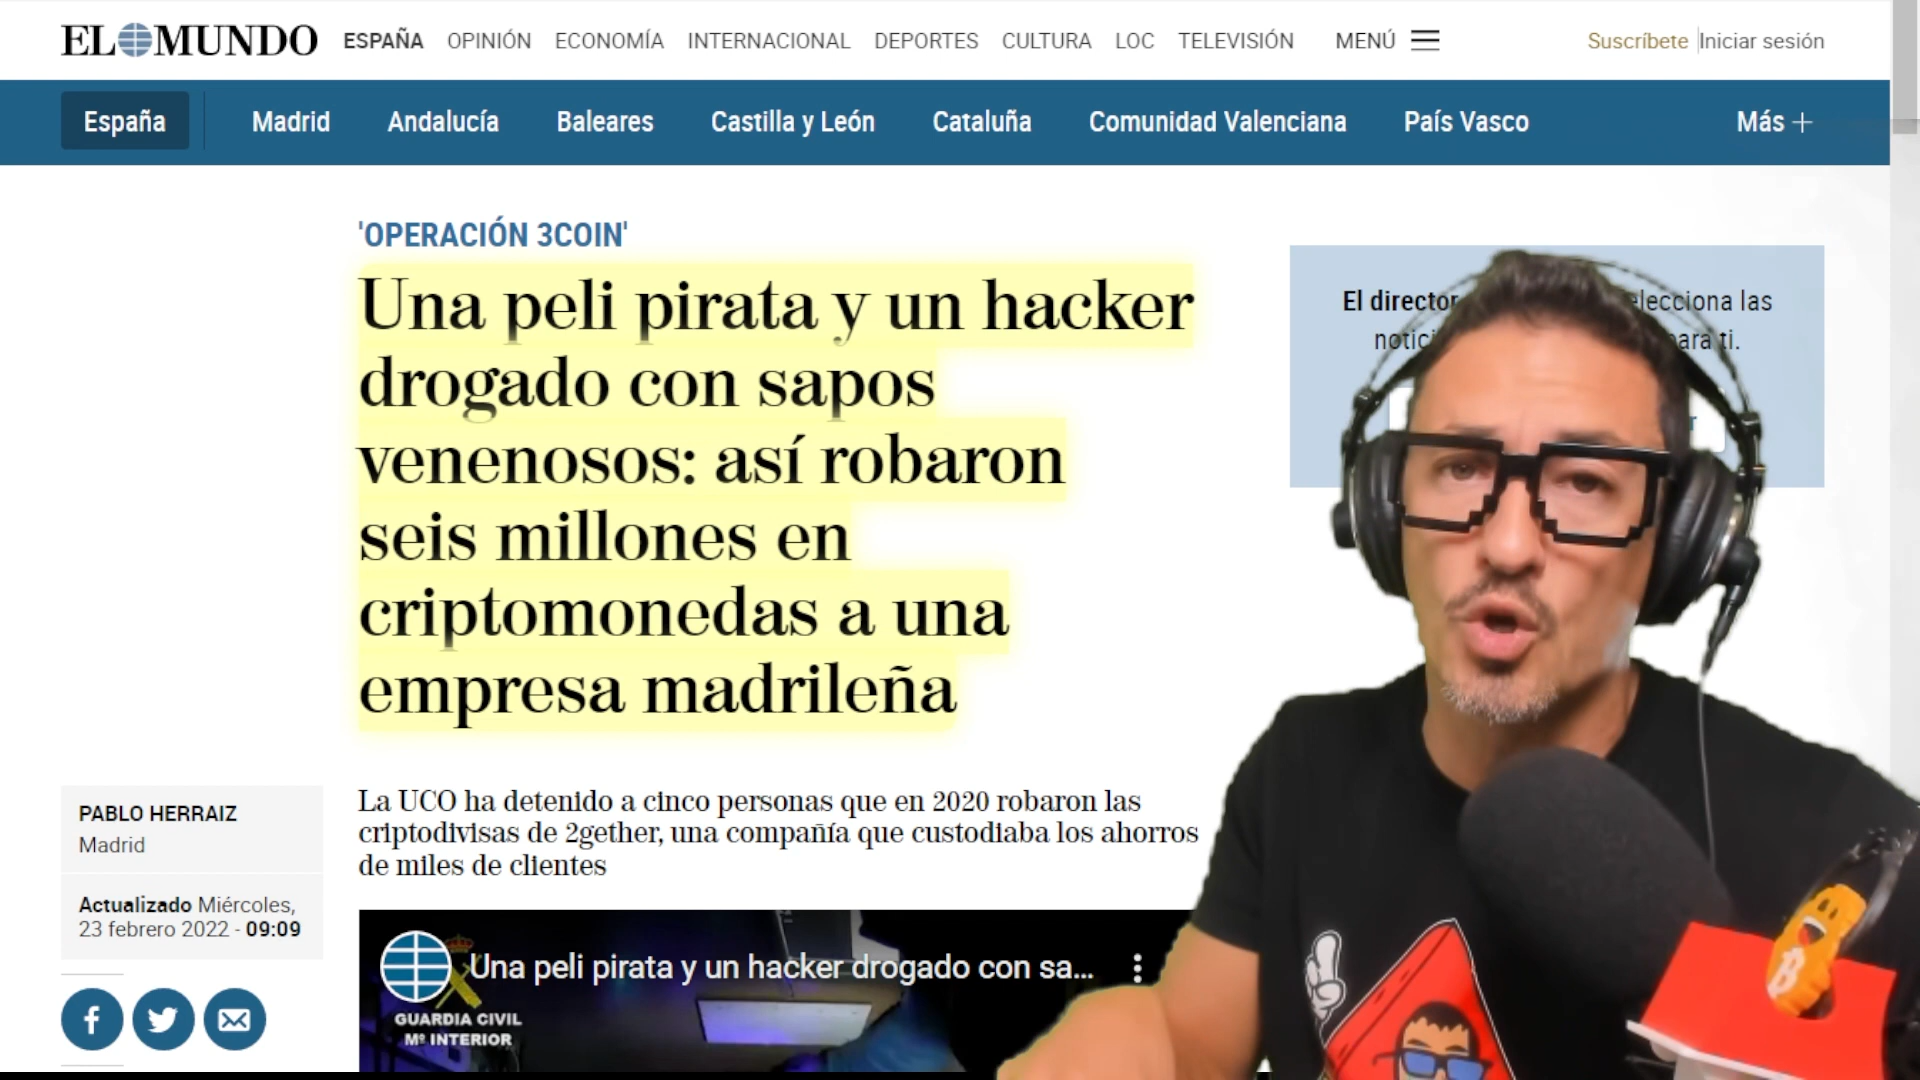 EL MUNDO
ESPAÑA OPINIÓN ECONOMÍA INTERNACIONAL DEPORTES CULTURA LOC TELEVISIÓN MENÚ
Suscríbete Iniciar sesión
España Madrid Andalucía Baleares Castilla y León Cataluña Comunidad Valenciana País Vasco Más +
'OPERACIÓN 3COIN'
Una peli pirata y un hacker
drogado con sapos
venenosos: así robaron
seis millones en
criptomonedas a una
empresa madrileña
El director
las
para ti.
PABLO HERRAIZ
Madrid
Actualizado Miércoles,
23 febrero 2022 - 09:09
La UCO ha detenido a cinco personas que en 2020 robaron las
criptodivisas de 2gether, una compañía que custodiaba los ahorros
de miles de clientes
Una peli pirata y un hacker drogado con sa...
GUARDIA CIVIL
Mº INTERIOR